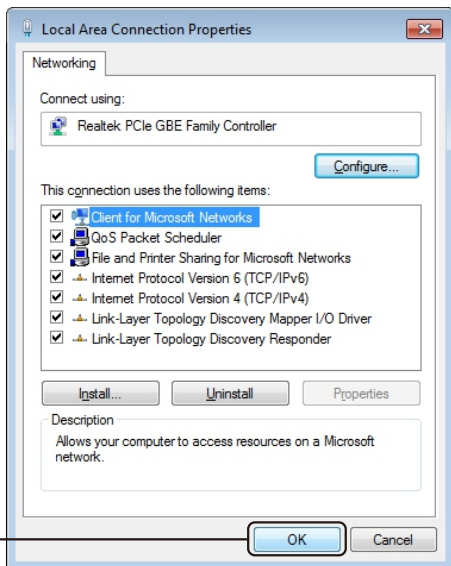 Local Area Connection Properties
Networking
Connect using:
Realtek PCIe GBE Family Controller
Configure...
This connection uses the following items:
Client for Microsoft Networks
QoS Packet Scheduler
File and Printer Sharing for Microsoft Networks
Internet Protocol Version 6 (TCP/IPv6)
Internet Protocol Version 4 (TCP/IPv4)
Link-Layer Topology Discovery Mapper I/O Driver
Link-Layer Topology Discovery Responder
Install... Uninstall Properties
Description
Allows your computer to access resources on a Microsoft
network.
OK Cancel